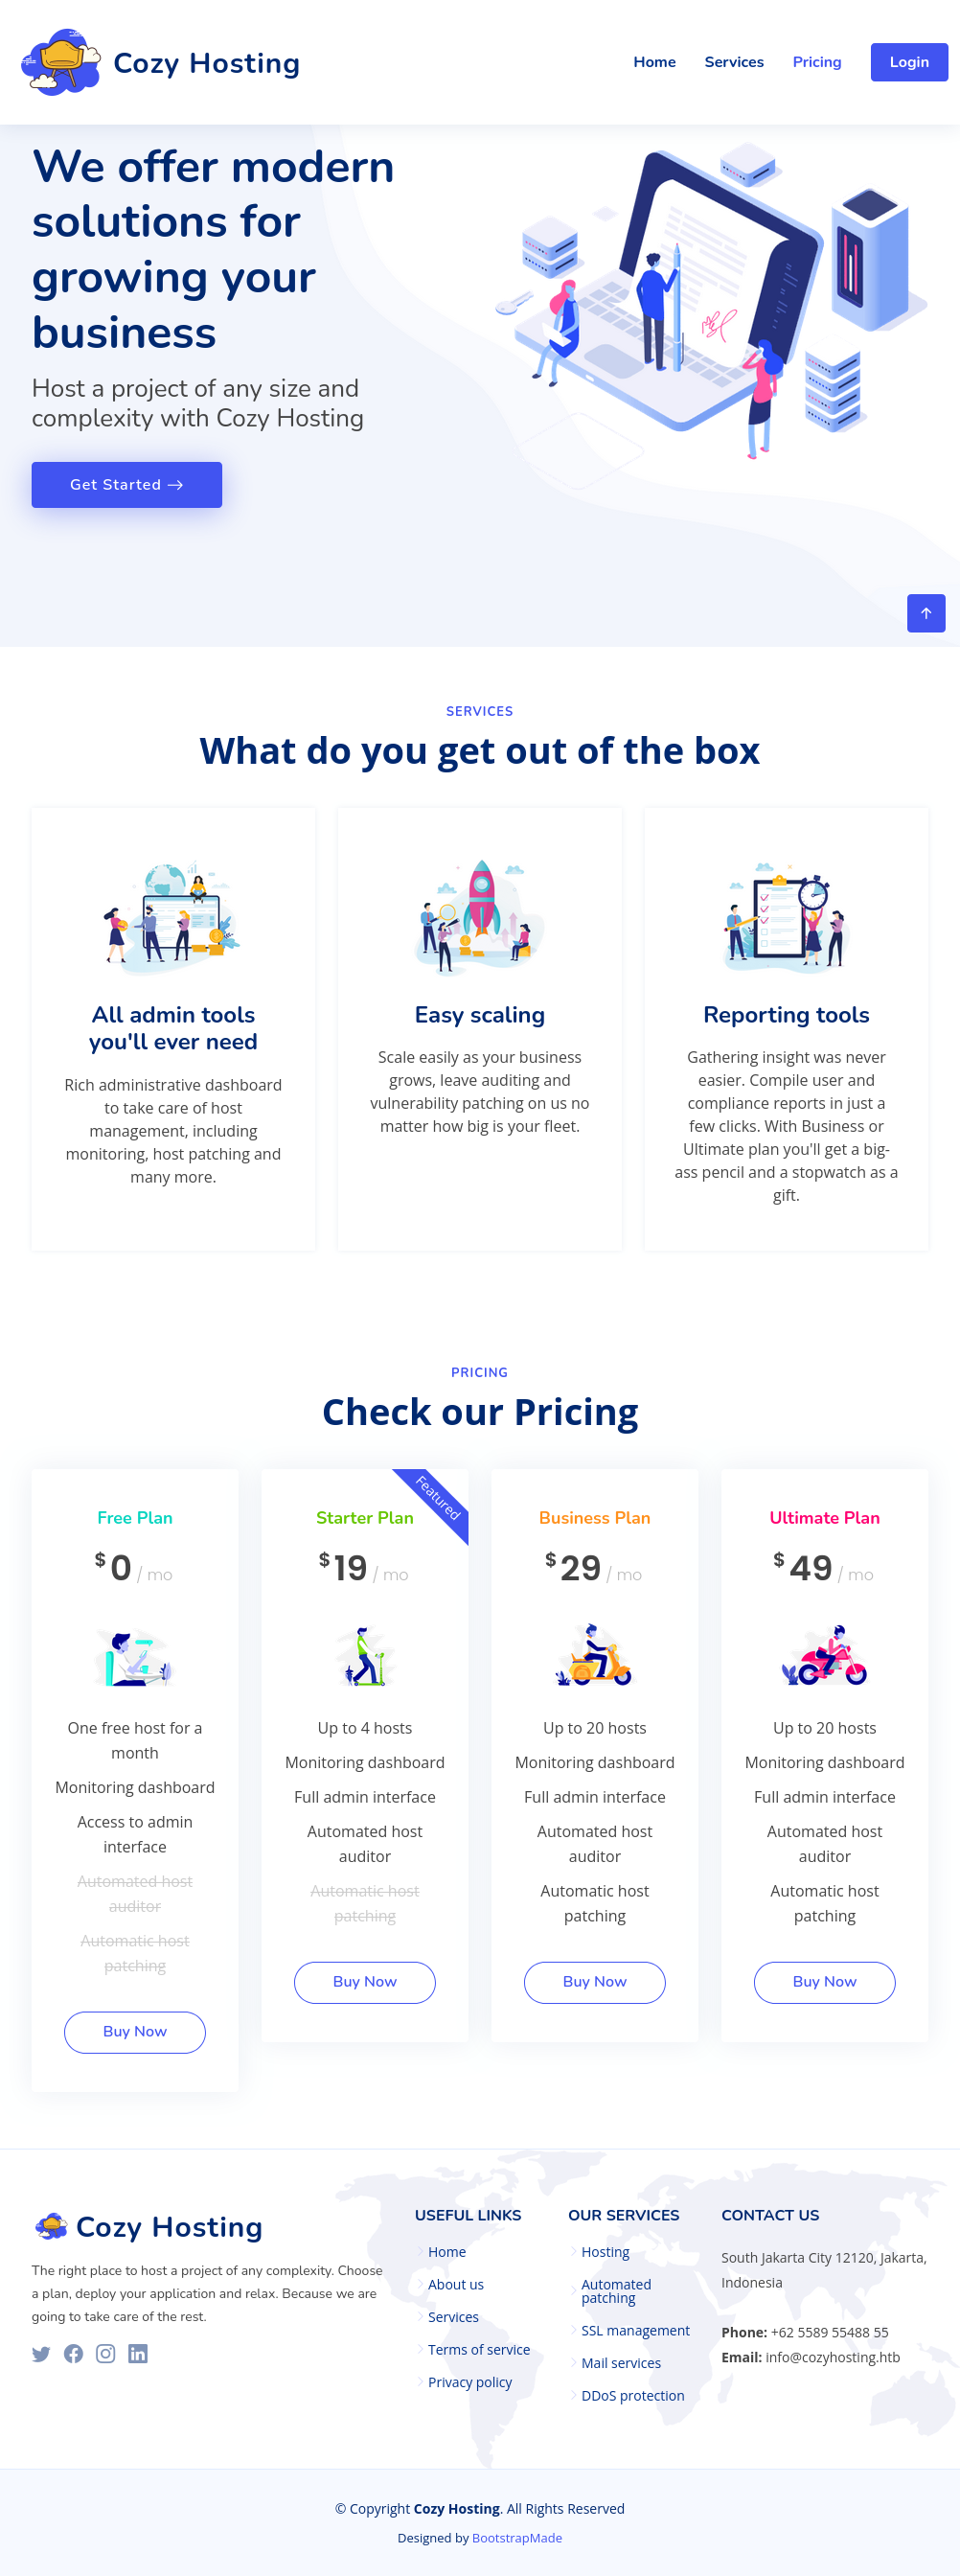 Cozy Hosting
Home
Services
Pricing
Login
We offer modern
solutions for
growing your
business
Host a project of any size and
complexity with Cozy Hosting
Get Started →
SERVICES
What do you get out of the box
All admin tools
you'll ever need
Rich administrative dashboard
to take care of host
management, including
monitoring, host patching and
many more.
Easy scaling
Scale easily as your business
grows, leave auditing and
vulnerability patching on us no
matter how big is your fleet.
Reporting tools
Gathering insight was never
easier. Compile user and
compliance reports in just a
few clicks. With Business or
Ultimate plan you'll get a big-
ass pencil and a stopwatch as a
gift.
PRICING
Check our Pricing
Free Plan
$0 / mo
One free host for a
month
Monitoring dashboard
Access to admin
interface
Automated host
auditor
Automatic host
patching
Buy Now
Featured
Starter Plan
$19 / mo
Up to 4 hosts
Monitoring dashboard
Full admin interface
Automated host
auditor
Automatic host
patching
Buy Now
Business Plan
$29 / mo
Up to 20 hosts
Monitoring dashboard
Full admin interface
Automated host
auditor
Automatic host
patching
Buy Now
Ultimate Plan
$49 / mo
Up to 20 hosts
Monitoring dashboard
Full admin interface
Automated host
auditor
Automatic host
patching
Buy Now
Cozy Hosting
The right place to host a project of any complexity. Choose
a plan, deploy your application and relax. Because we are
going to take care of the rest.
USEFUL LINKS
Home
About us
Services
Terms of service
Privacy policy
OUR SERVICES
Hosting
Automated
patching
SSL management
Mail services
DDoS protection
CONTACT US
South Jakarta City 12120, Jakarta,
Indonesia
Phone: +62 5589 55488 55
Email: info@cozyhosting.htb
© Copyright Cozy Hosting. All Rights Reserved
Designed by BootstrapMade